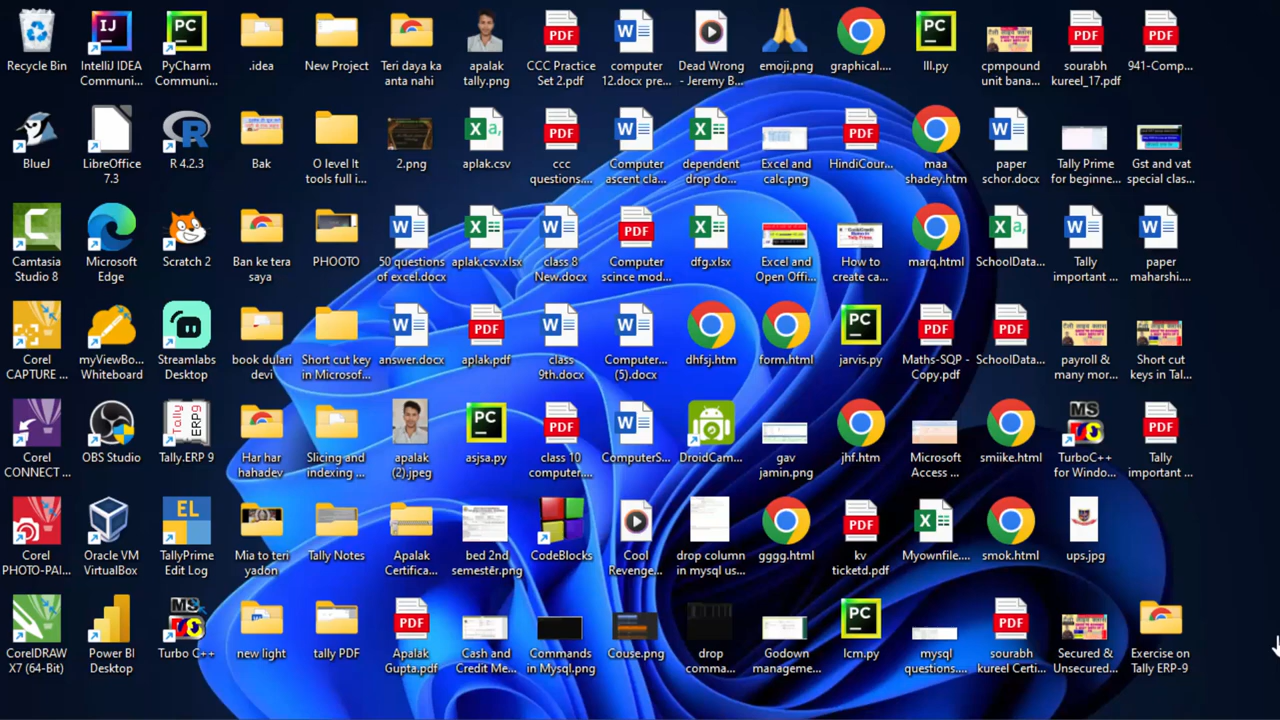 Recycle Bin
IntelliJ IDEA
Communi...
PyCharm
Communi...
.idea
New Project
Teri daya ka
anta nahi
apalak
tally.png
CCC Practice
Set 2.pdf
computer
12.docx pre...
Dead Wrong
- Jeremy B...
emoji.png
graphical....
lll.py
cpmpound
unit bana...
sourabh
kureel_17.pdf
941-Comp...
BlueJ
LibreOffice
7.3
R 4.2.3
Bak
O level It
tools full i...
2.png
aplak.csv
ccc
questions....
Computer
ascent cla...
dependent
drop do...
Excel and
calc.png
HindiCour...
maa
shadey.htm
paper
schor.docx
Tally Prime
for beginne...
Gst and vat
special clas...
Camtasia
Studio 8
Microsoft
Edge
Scratch 2
Ban ke tera
saya
PHOOTO
50 questions
of excel.docx
aplak.csv.xlsx
class 8
New.docx
Computer
scince mod...
dfg.xlsx
Excel and
Open Offi...
How to
create ca...
marq.html
SchoolData...
Tally
important ...
paper
maharshi...
Corel
CAPTURE ...
myViewBo...
Whiteboard
Streamlabs
Desktop
book dulari
devi
Short cut key
in Microsof...
answer.docx
aplak.pdf
class
9th.docx
Computer...
(5).docx
dhfsj.htm
form.html
jarvis.py
Maths-SQP -
Copy.pdf
SchoolData...
payroll &
many mor...
Short cut
keys in Tal...
Corel
CONNECT ...
OBS Studio
Tally.ERP 9
Har har
hahadev
Slicing and
indexing ...
apalak
(2).jpeg
asjsa.py
class 10
computer....
ComputerS...
DroidCam...
gav
jamin.png
jhf.htm
Microsoft
Access ...
smiike.html
TurboC++
for Windo...
Tally
important ...
Corel
PHOTO-PAI...
Oracle VM
VirtualBox
TallyPrime
Edit Log
Mia to teri
yadon
Tally Notes
Apalak
Certifica...
bed 2nd
semester.png
CodeBlocks
Cool
Revenge...
drop column
in mysql us...
gggg.html
kv
ticketd.pdf
Myownfile....
smok.html
ups.jpg
CorelDRAW
X7 (64-Bit)
Power BI
Desktop
Turbo C++
new light
tally PDF
Apalak
Gupta.pdf
Cash and
Credit Me...
Commands
in Mysql.png
Couse.png
drop
comma...
Godown
manageme...
lcm.py
mysql
questions....
sourabh
kureel Certi...
Secured &
Unsecured...
Exercise on
Tally ERP-9